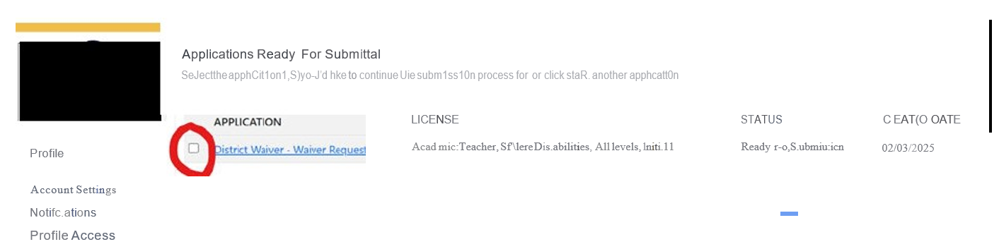 Applications Ready For Submittal
SeJectthe apphCit1on1,S)yo-J'd hke to continue Uie subm1ss10n process for or click staR. another apphcatt0n
APPLICATION LICENSE STATUS C EAT(O OATE
District Waiver - Waiver Request Acad mic:Teacher, Sf'\lereDis.abilities, All levels, lniti.11 Ready r-o,S.ubmiu:icn 02/03/2025
Profile
Account Settings
Notifc.ations
Profile Access